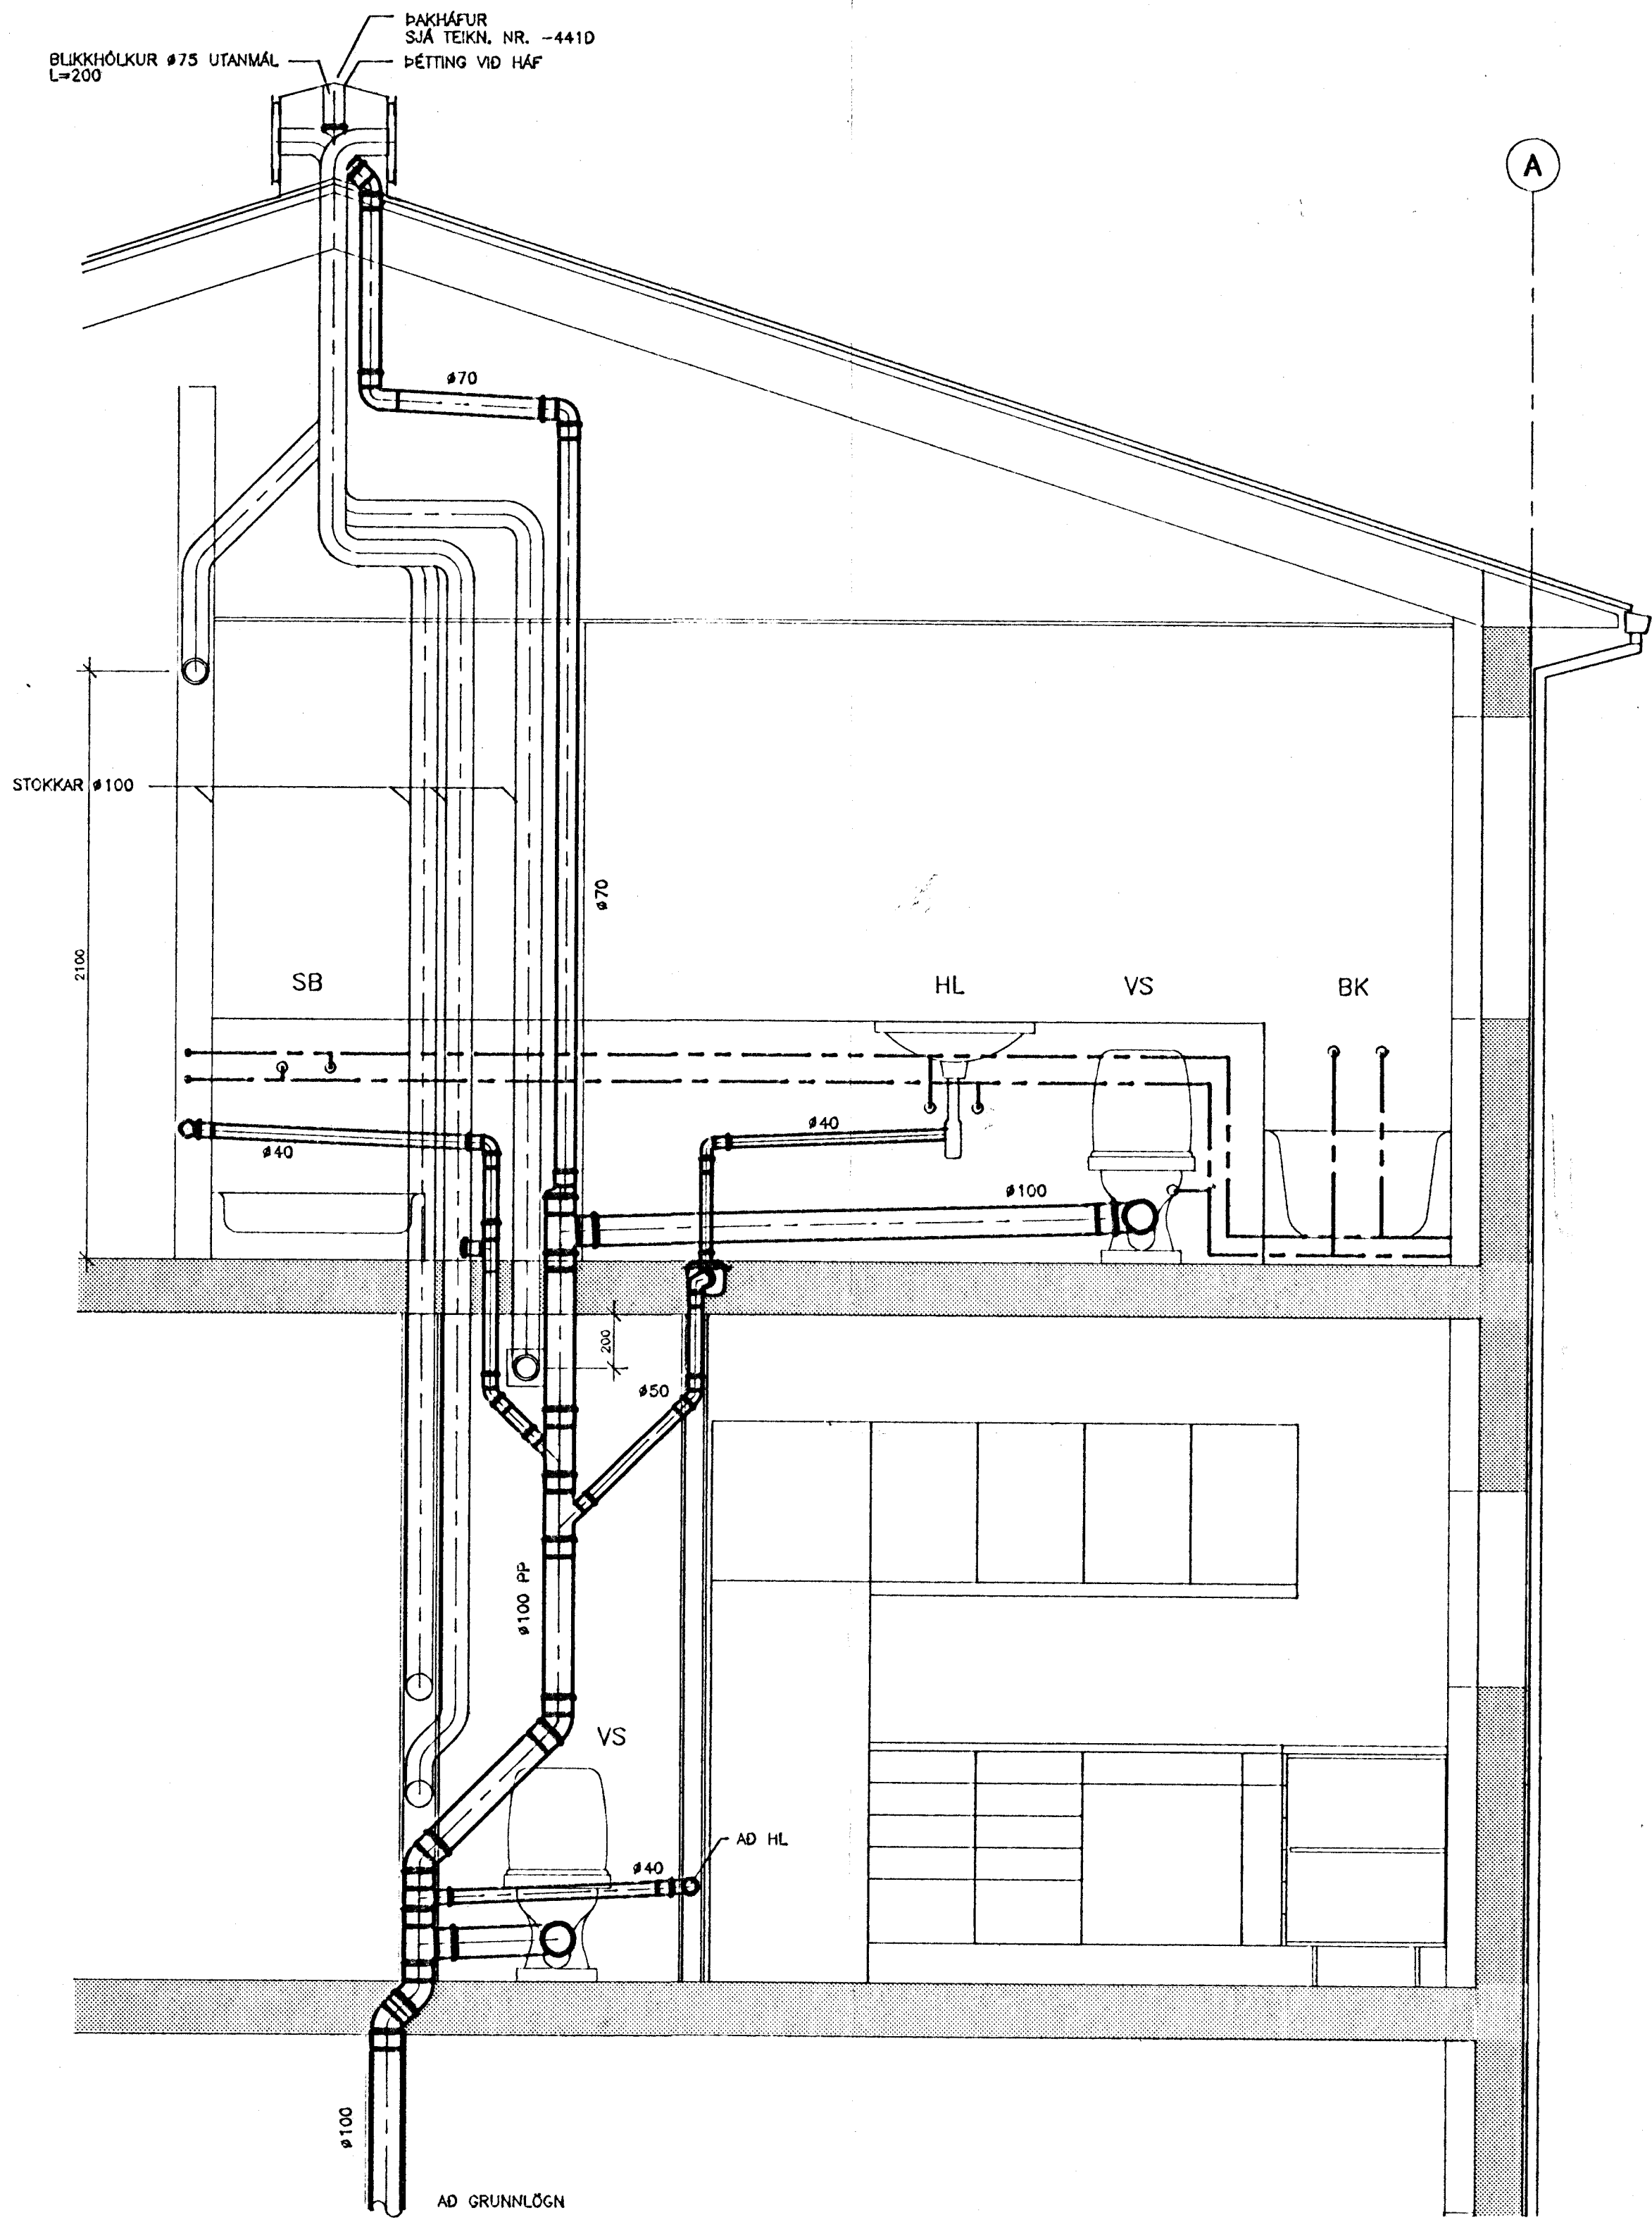 ÞAKHÁFUR
SJÁ TEIKN. NR. -441D
BLIKKHÓLKUR ø75 UTANMÁL
L=200
ÞÉTTING VIÐ HÁF
A
ø70
STOKKAR ø100
ø70
2100
SB
HL
VS
BK
ø40
ø40
ø100
200
ø50
ø100 PP
VS
AÐ HL
ø40
ø100
AÐ GRUNNLÖGN